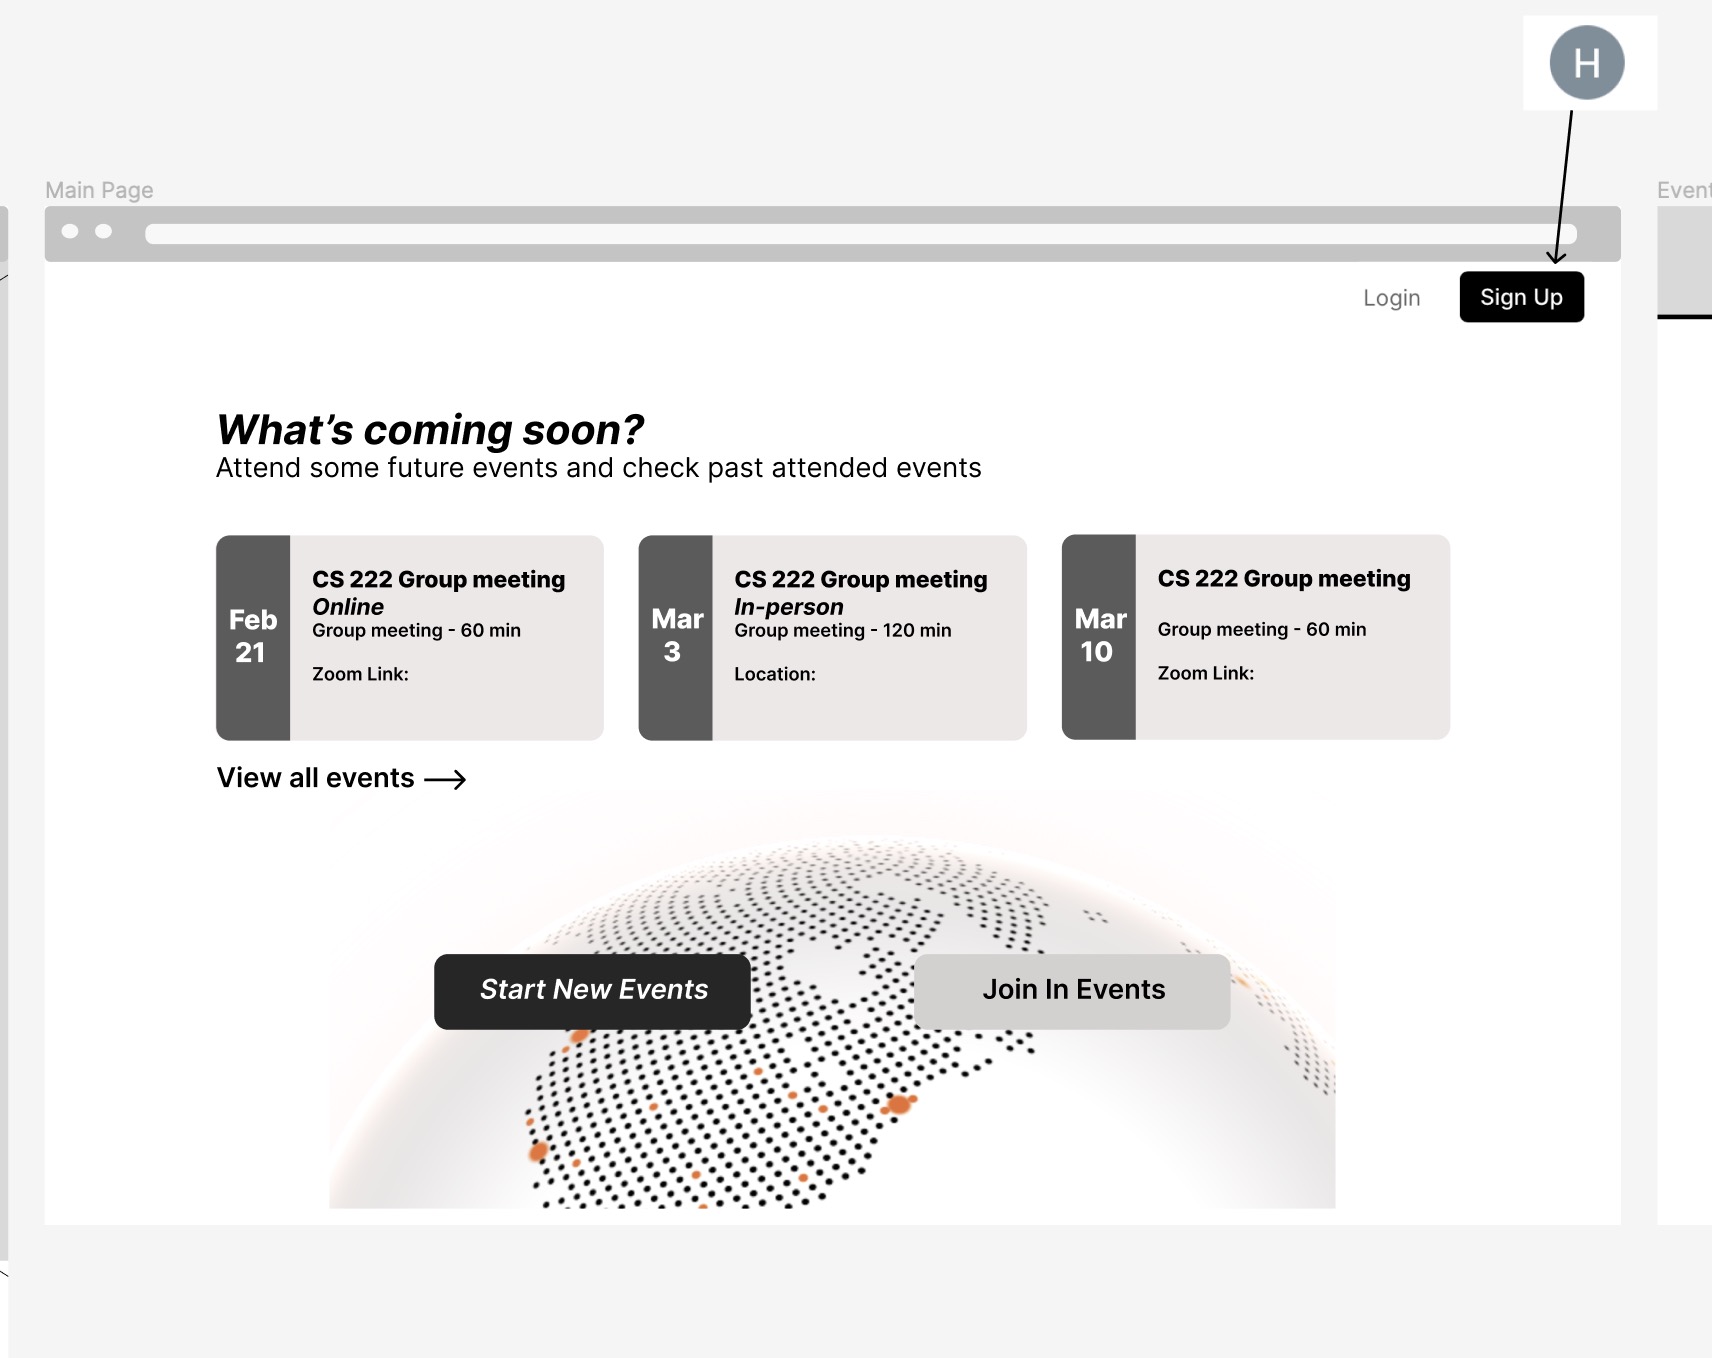 H
Main Page
Event
Login
Sign Up
What’s coming soon?
Attend some future events and check past attended events
Feb
21
CS 222 Group meeting
Online
Group meeting - 60 min
Zoom Link:
Mar
3
CS 222 Group meeting
In-person
Group meeting - 120 min
Location:
Mar
10
CS 222 Group meeting
Group meeting - 60 min
Zoom Link:
View all events
Start New Events
Join In Events